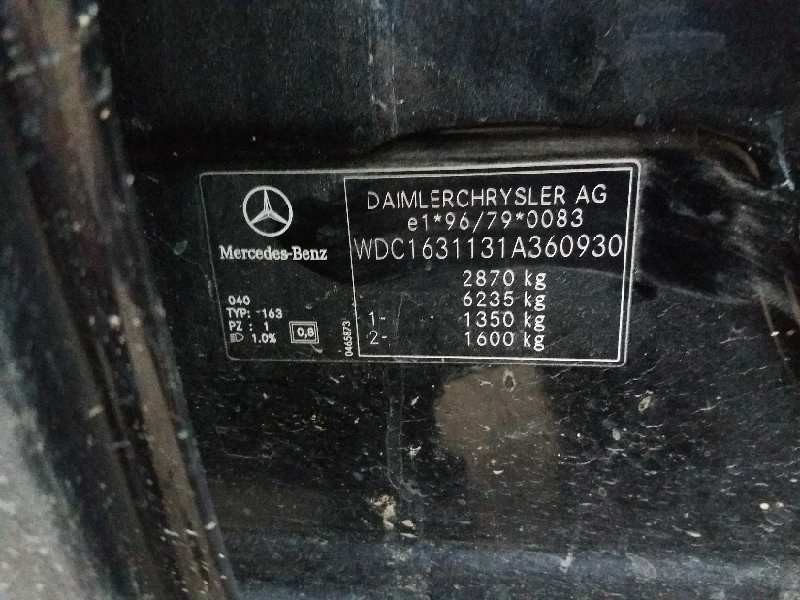 Mercedes-Benz
DAIMLERCHRYSLER AG
e1*96/79*0083
WDC1631131A360930
2870 kg
6235 kg
1- 1350 kg
2- 1600 kg
040
TYP: -163
PZ : 1
1.0%
0,8
0465873